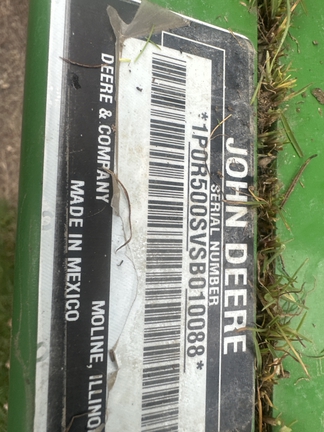 JOHN DEERE
SERIAL NUMBER
*1P0R500SVSB010088*
DEERE & COMPANY MOLINE, ILLINO
MADE IN MEXICO